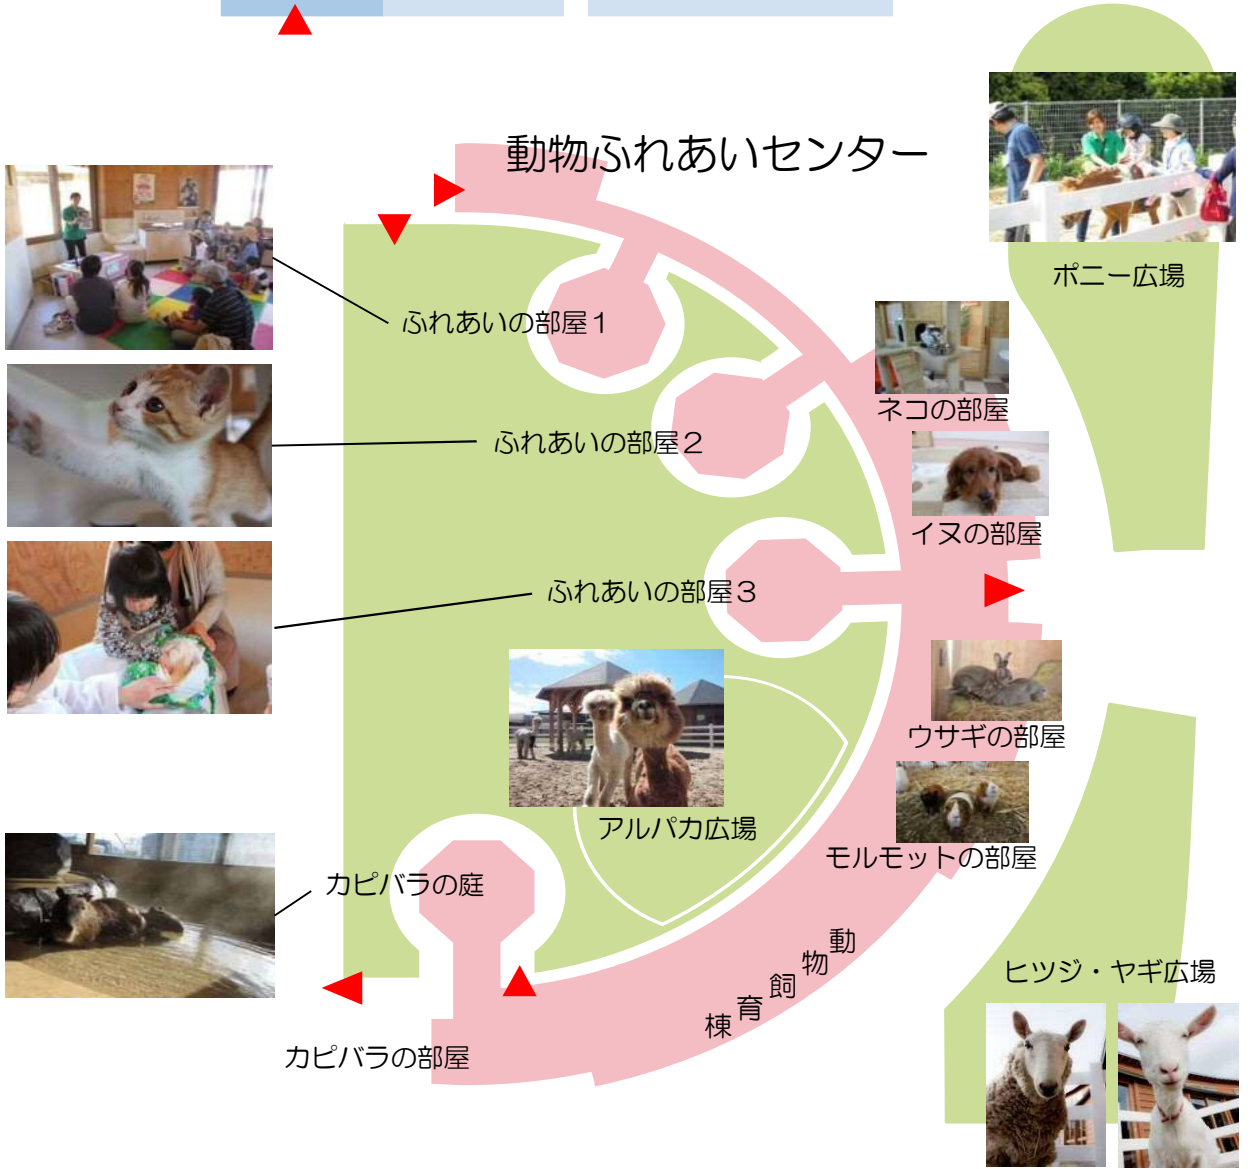 動物ふれあいセンター
ポニー広場
ふれあいの部屋1
ネコの部屋
ふれあいの部屋2
イヌの部屋
ふれあいの部屋3
ウサギの部屋
アルパカ広場
モルモットの部屋
カピバラの庭
動物飼育棟
ヒツジ・ヤギ広場
カピバラの部屋